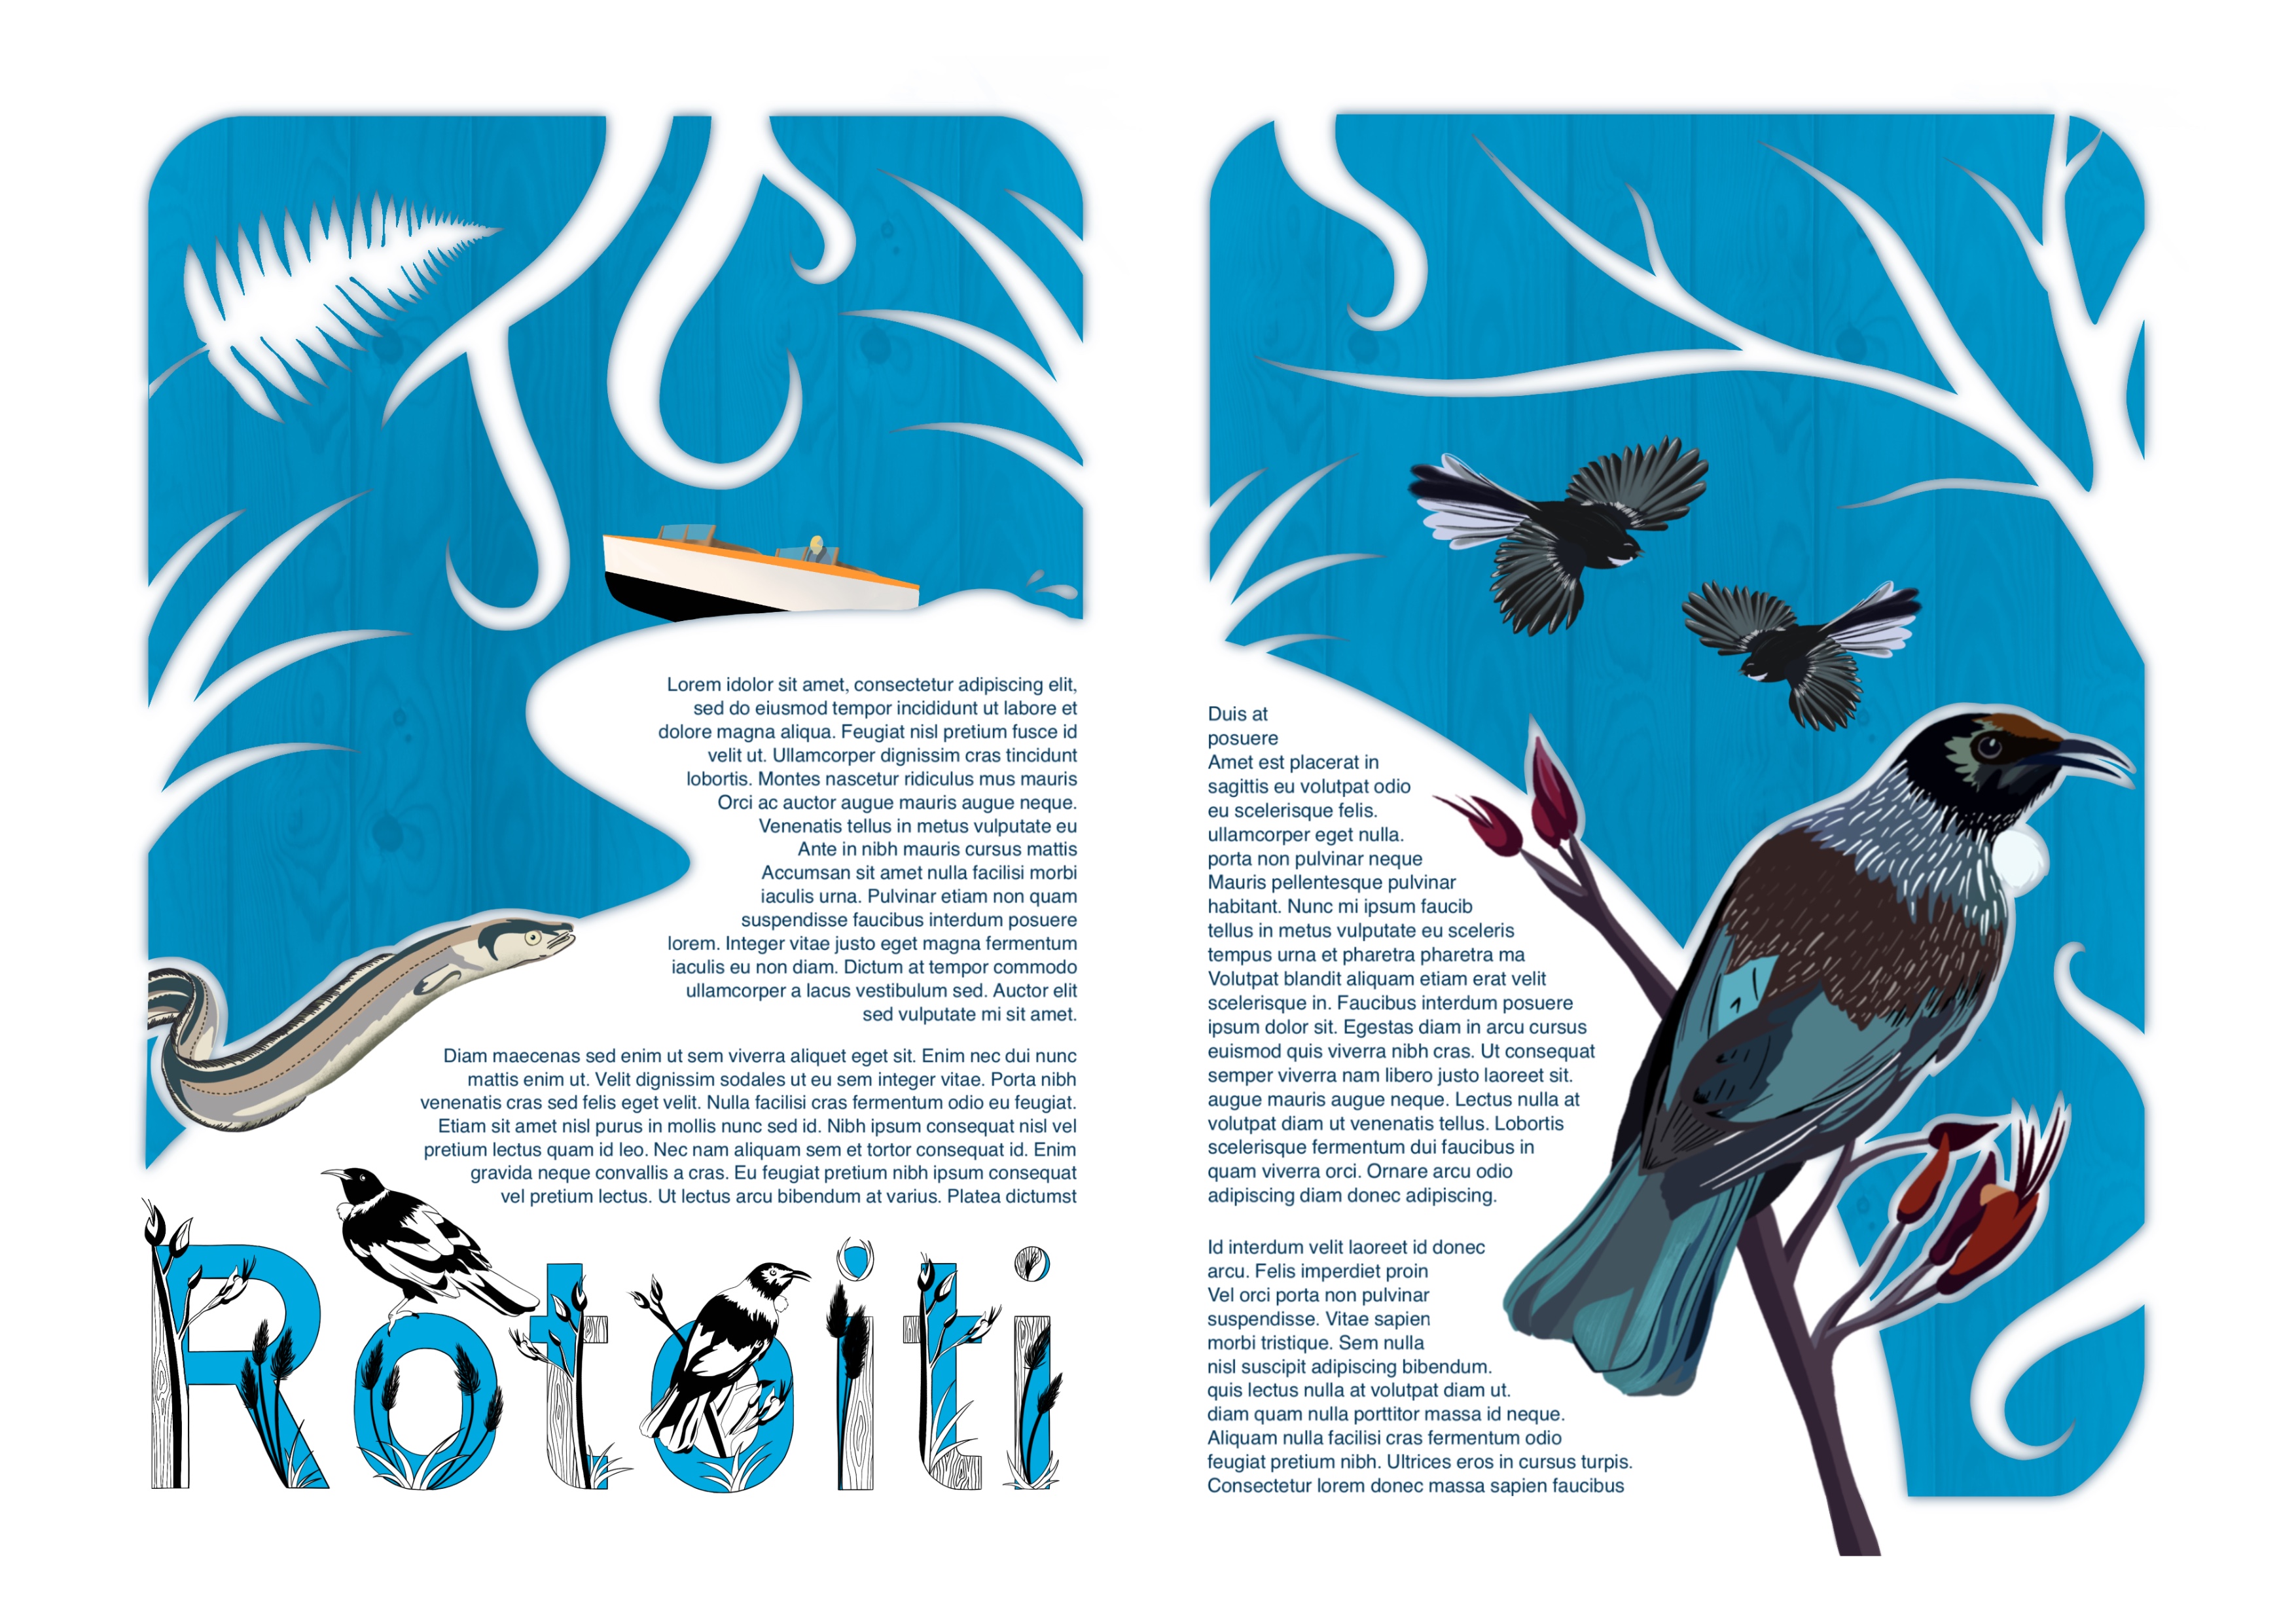 Lorem idolor sit amet, consectetur adipiscing elit,
sed do eiusmod tempor incididunt ut labore et
dolore magna aliqua. Feugiat nisl pretium fusce id
velit ut. Ullamcorper dignissim cras tincidunt
lobortis. Montes nascetur ridiculus mus mauris
Orci ac auctor augue mauris augue neque.
Venenatis tellus in metus vulputate eu
Ante in nibh mauris cursus mattis
Accumsan sit amet nulla facilisi morbi
iaculis urna. Pulvinar etiam non quam
suspendisse faucibus interdum posuere
lorem. Integer vitae justo eget magna fermentum
iaculis eu non diam. Dictum at tempor commodo
ullamcorper a lacus vestibulum sed. Auctor elit
sed vulputate mi sit amet.
Diam maecenas sed enim ut sem viverra aliquet eget sit. Enim nec dui nunc
mattis enim ut. Velit dignissim sodales ut eu sem integer vitae. Porta nibh
venenatis cras sed felis eget velit. Nulla facilisi cras fermentum odio eu feugiat.
Etiam sit amet nisl purus in mollis nunc sed id. Nibh ipsum consequat nisl vel
pretium lectus quam id leo. Nec nam aliquam sem et tortor consequat id. Enim
gravida neque convallis a cras. Eu feugiat pretium nibh ipsum consequat
vel pretium lectus. Ut lectus arcu bibendum at varius. Platea dictumst
Rotoiti
Duis at
posuere
Amet est placerat in
sagittis eu volutpat odio
eu scelerisque felis.
ullamcorper eget nulla.
porta non pulvinar neque
Mauris pellentesque pulvinar
habitant. Nunc mi ipsum faucib
tellus in metus vulputate eu sceleris
tempus urna et pharetra pharetra ma
Volutpat blandit aliquam etiam erat velit
scelerisque in. Faucibus interdum posuere
ipsum dolor sit. Egestas diam in arcu cursus
euismod quis viverra nibh cras. Ut consequat
semper viverra nam libero justo laoreet sit.
augue mauris augue neque. Lectus nulla at
volutpat diam ut venenatis tellus. Lobortis
scelerisque fermentum dui faucibus in
quam viverra orci. Ornare arcu odio
adipiscing diam donec adipiscing.
Id interdum velit laoreet id donec
arcu. Felis imperdiet proin
Vel orci porta non pulvinar
suspendisse. Vitae sapien
morbi tristique. Sem nulla
nisl suscipit adipiscing bibendum.
quis lectus nulla at volutpat diam ut.
diam quam nulla porttitor massa id neque.
Aliquam nulla facilisi cras fermentum odio
feugiat pretium nibh. Ultrices eros in cursus turpis.
Consectetur lorem donec massa sapien faucibus